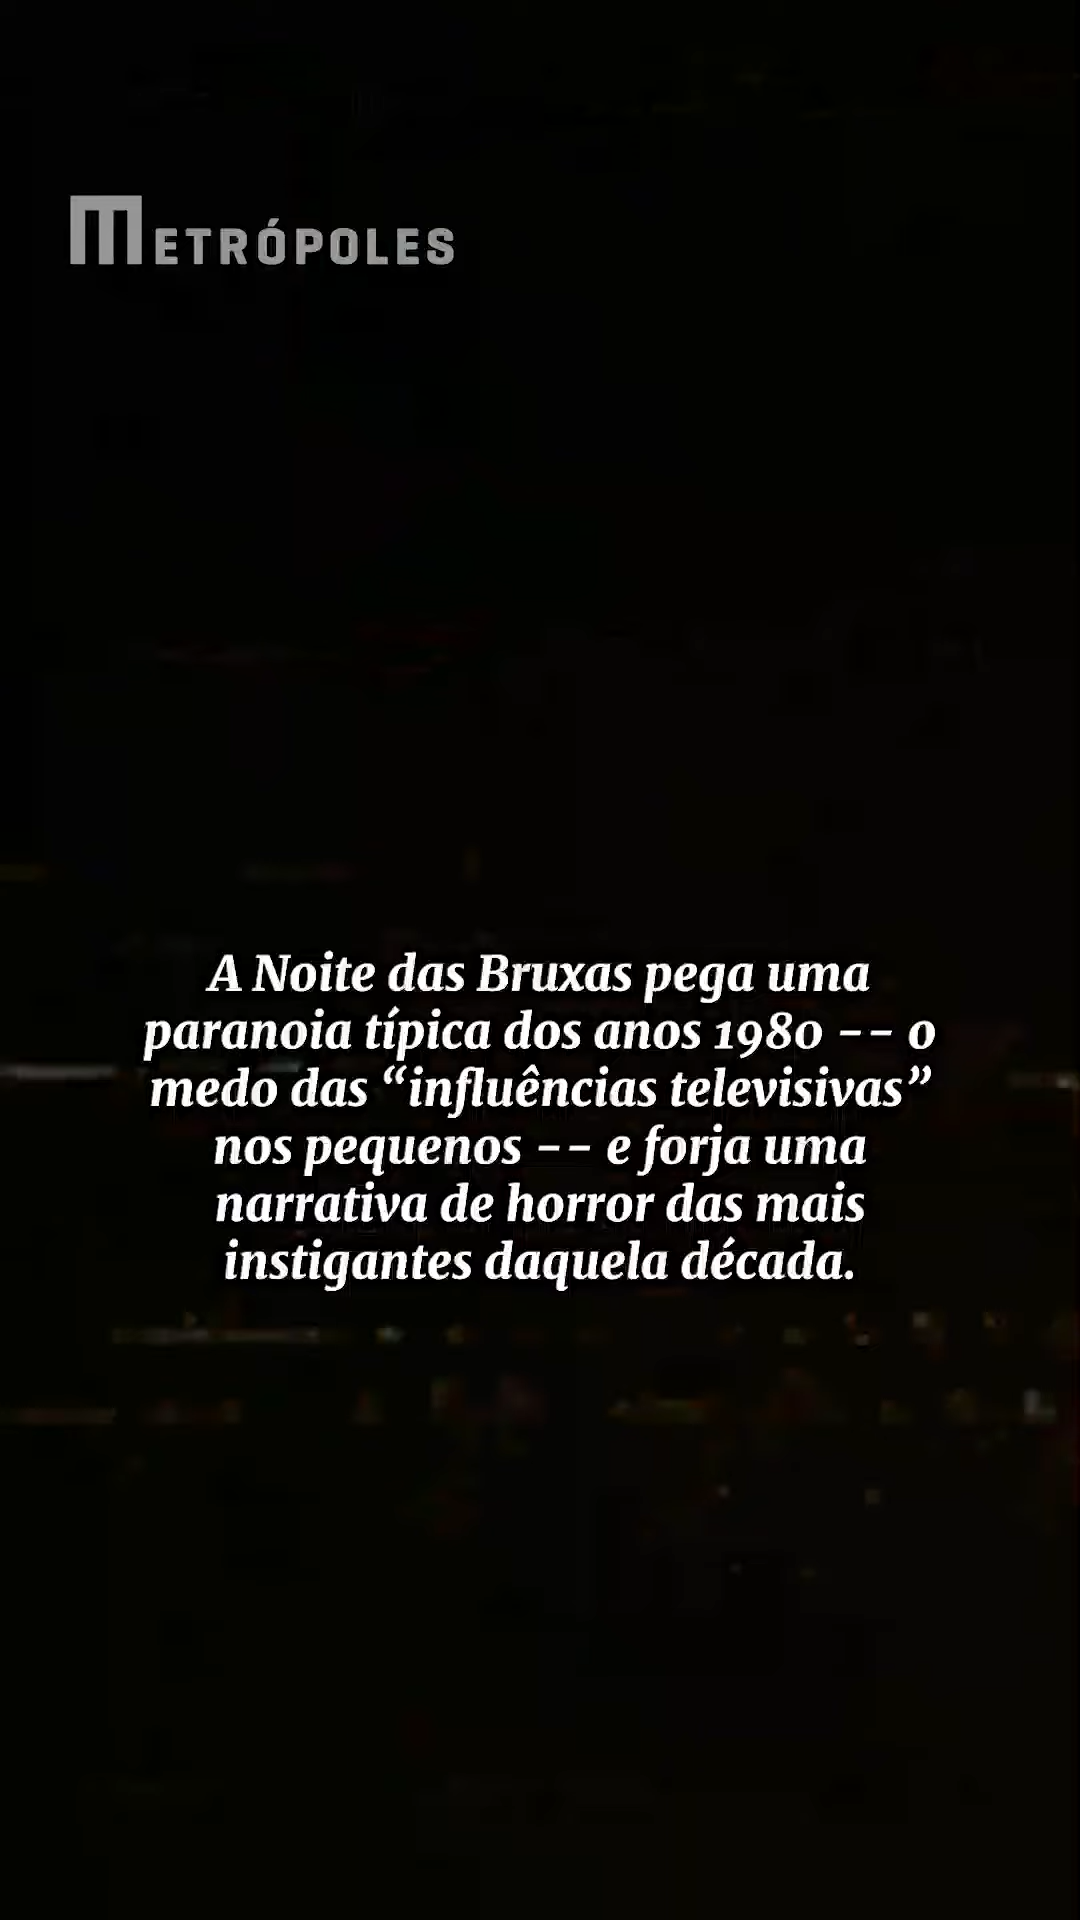 METRÓPOLES
A Noite das Bruxas pega uma
paranoia típica dos anos 1980 -- o
medo das “influências televisivas”
nos pequenos -- e forja uma
narrativa de horror das mais
instigantes daquela década.